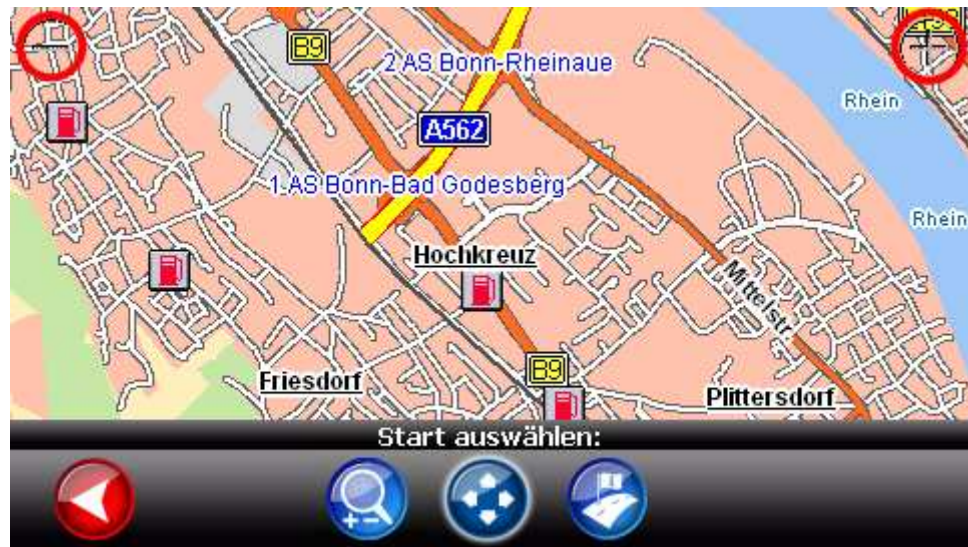 B9
2 AS Bonn-Rheinaue
Rhein
A562
1 AS Bonn-Bad Godesberg
Rhein
Hochkreuz
Mittelstr
B9
Friesdorf
Plittersdorf
Start auswählen: